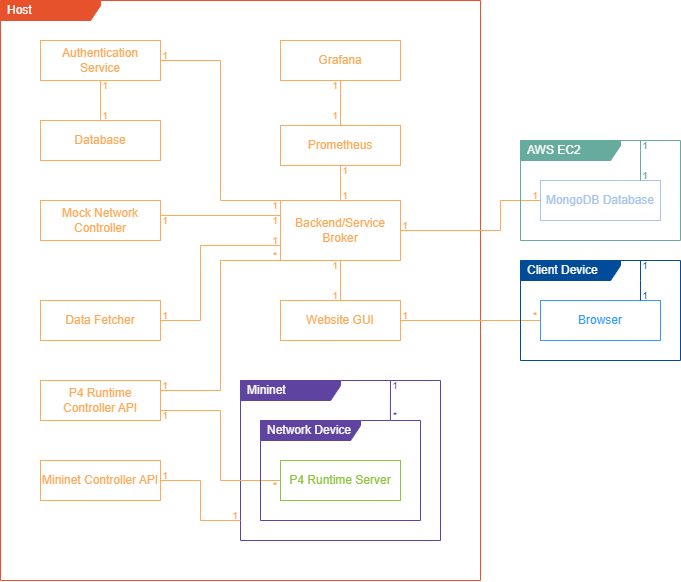 Host
Authentication
Service
1
1
1
Database
Grafana
1
1
Prometheus
1
1
Mock Network
Controller
1
1
1
1
*
Backend/Service
Broker
1
1
AWS EC2
1
1
1
MongoDB Database
Data Fetcher
1
1
Website GUI
1
Client Device
1
1
*
Browser
P4 Runtime
Controller API
1
1
Mininet
1
*
Network Device
*
P4 Runtime Server
Mininet Controller API
1
1